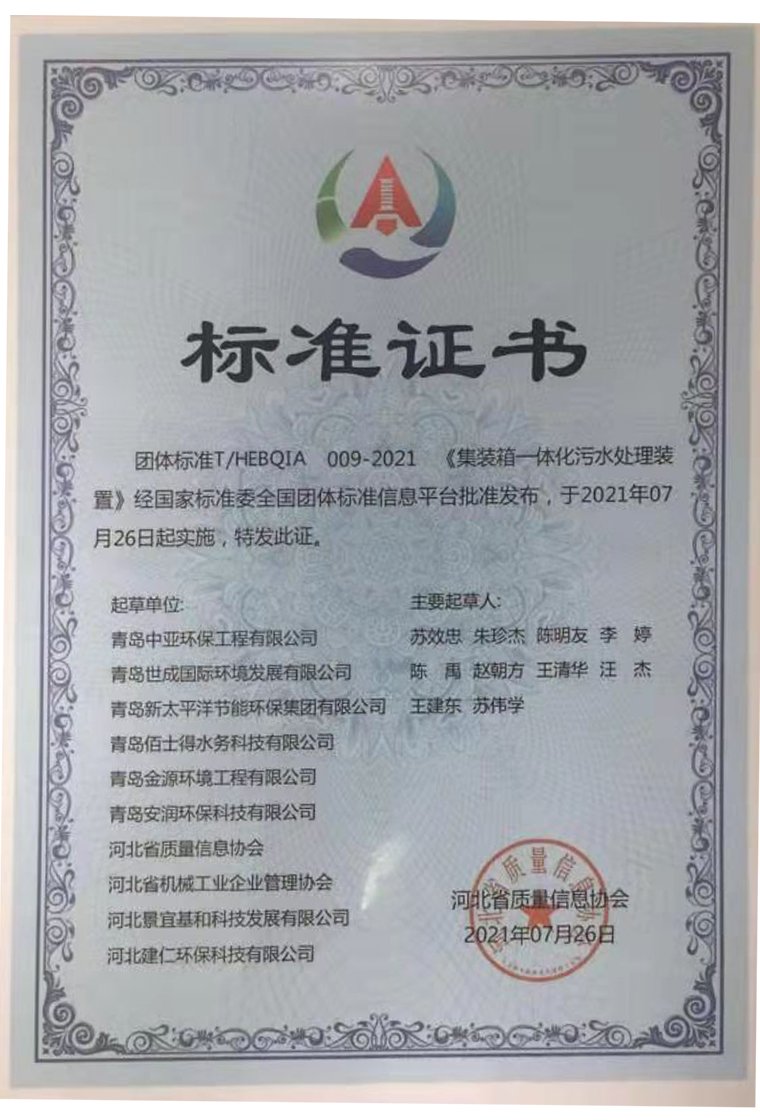 标准证书
团体标准T/HEBQIA 009-2021 《集装箱一体化污水处理装
置》经国家标准委全国团体标准信息平台批准发布，于2021年07
月26日起实施，特发此证。
起草单位:
青岛中亚环保工程有限公司
青岛世成国际环境发展有限公司
青岛新太平洋节能环保集团有限公司
青岛佰士得水务科技有限公司
青岛金源环境工程有限公司
青岛安润环保科技有限公司
河北省质量信息协会
河北省机械工业企业管理协会
河北景宜基和科技发展有限公司
河北建仁环保科技有限公司
主要起草人:
苏效忠 朱珍杰 陈明友 李 婷
陈 禹 赵朝方 王清华 汪 杰
王建东 苏伟学
河北省质量信息协会
2021年07月26日
河北省质量信息协会